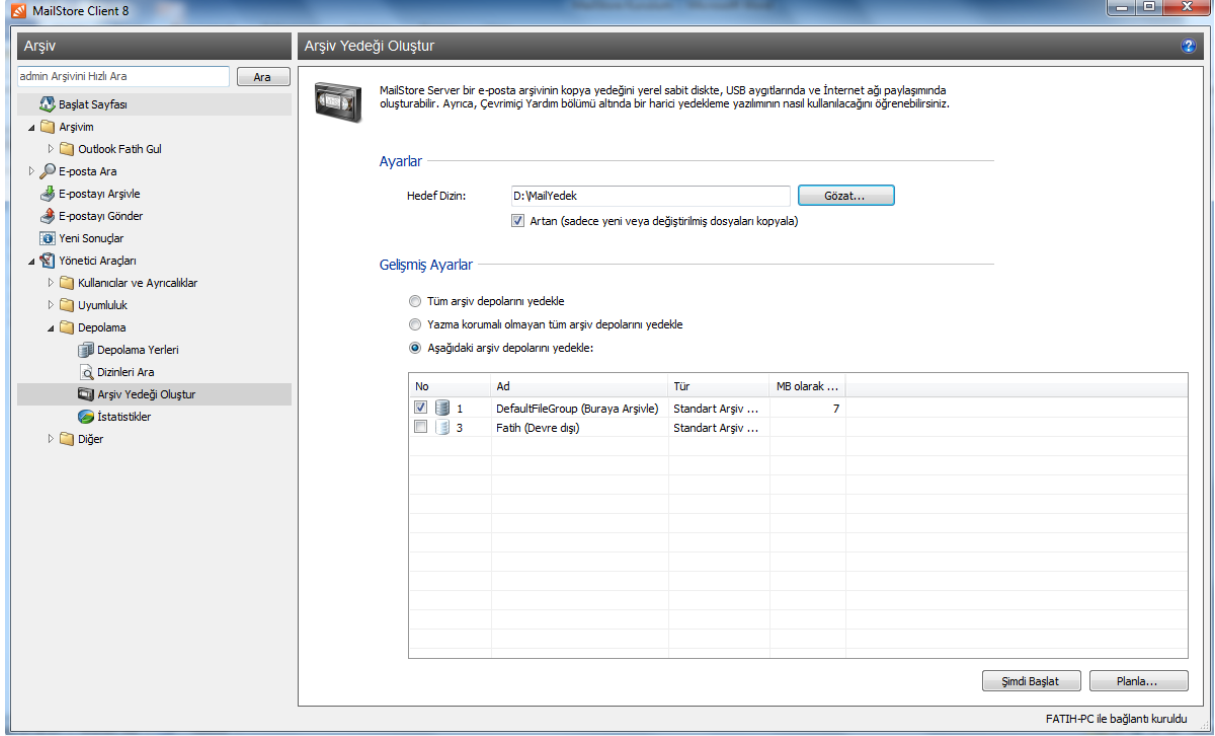 MailStore Client 8
Arşiv
Arşiv Yedeği Oluştur
admin Arşivini Hızlı Ara
Ara
Başlat Sayfası
Arşivim
Outlook Fatih Gul
E-posta Ara
E-postayı Arşivle
E-postayı Gönder
Yeni Sonuçlar
Yönetici Araçları
Kullanıcılar ve Ayrıcalıklar
Uyumluluk
Depolama
Depolama Yerleri
Dizinleri Ara
Arşiv Yedeği Oluştur
İstatistikler
Diğer
MailStore Server bir e-posta arşivinin kopya yedeğini yerel sabit diskte, USB aygıtlarında ve İnternet ağı paylaşımında
oluşturabilir. Ayrıca, Çevrimiçi Yardım bölümü altında bir harici yedekleme yazılımının nasıl kullanılacağını öğrenebilirsiniz.
Ayarlar
Hedef Dizin: D:\MailYedek Gözat...
Artan (sadece yeni veya değiştirilmiş dosyaları kopyala)
Gelişmiş Ayarlar
Tüm arşiv depolarını yedekle
Yazma korumalı olmayan tüm arşiv depolarını yedekle
Aşağıdaki arşiv depolarını yedekle:
No Ad Tür MB olarak ...
1 DefaultFileGroup (Buraya Arşivle) Standart Arşiv ... 7
3 Fatih (Devre dışı) Standart Arşiv ...
Şimdi Başlat Planla...
FATIH-PC ile bağlantı kuruldu